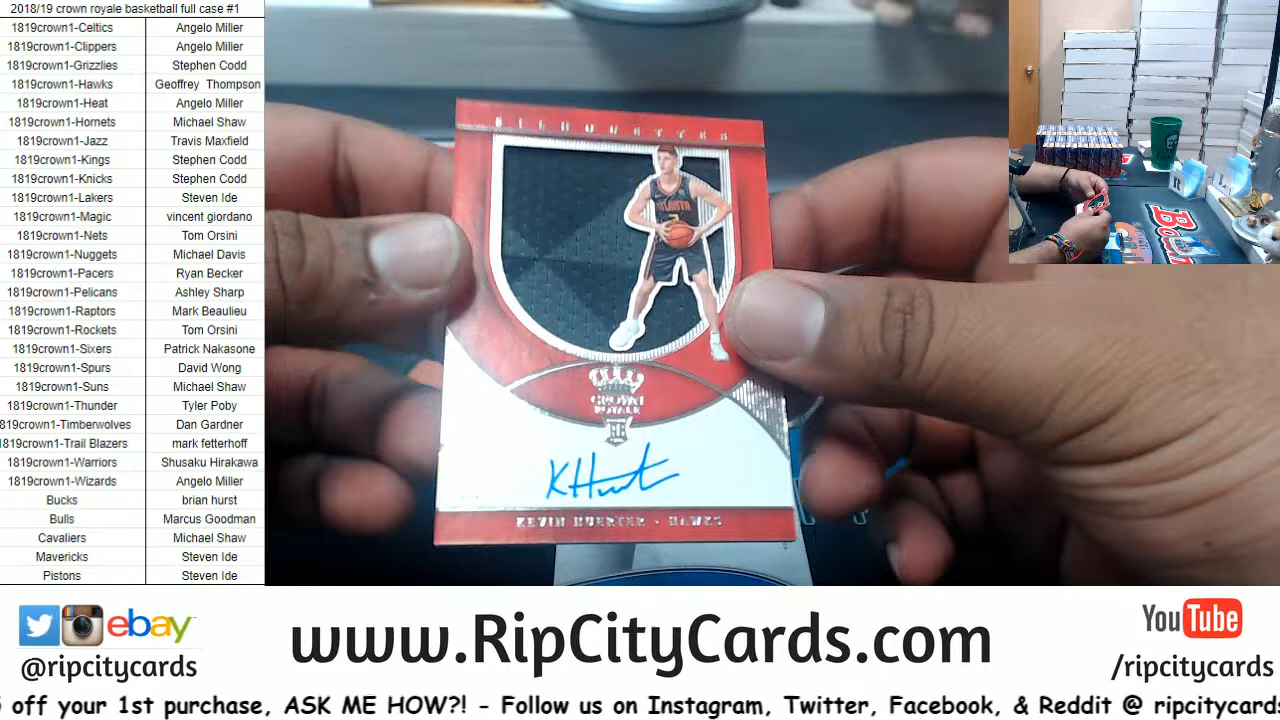 2018/19 crown royale basketball full case #1
1819crown1-Celtics Angelo Miller
1819crown1-Clippers Angelo Miller
1819crown1-Grizzlies Stephen Codd
1819crown1-Hawks Geoffrey Thompson
1819crown1-Heat Angelo Miller
1819crown1-Hornets Michael Shaw
1819crown1-Jazz Travis Maxfield
1819crown1-Kings Stephen Codd
1819crown1-Knicks Stephen Codd
1819crown1-Lakers Steven Ide
1819crown1-Magic vincent giordano
1819crown1-Nets Tom Orsini
1819crown1-Nuggets Michael Davis
1819crown1-Pacers Ryan Becker
1819crown1-Pelicans Ashley Sharp
1819crown1-Raptors Mark Beaulieu
1819crown1-Rockets Tom Orsini
1819crown1-Sixers Patrick Nakasone
1819crown1-Spurs David Wong
1819crown1-Suns Michael Shaw
1819crown1-Thunder Tyler Poby
819crown1-Timberwolves Dan Gardner
1819crown1-Trail Blazers mark fetterhoff
1819crown1-Warriors Shusaku Hirakawa
1819crown1-Wizards Angelo Miller
Bucks brian hurst
Bulls Marcus Goodman
Cavaliers Michael Shaw
Mavericks Steven Ide
Pistons Steven Ide
SILHOUETTES
ATLANTA
CROWN
ROYALE
KEVIN HUERTER - HAWKS
R L
ebay
@ripcitycards
www.RipCityCards.com
YouTube
/ripcitycards
off your 1st purchase, ASK ME HOW?! - Follow us on Instagram, Twitter, Facebook, & Reddit @ ripcitycards